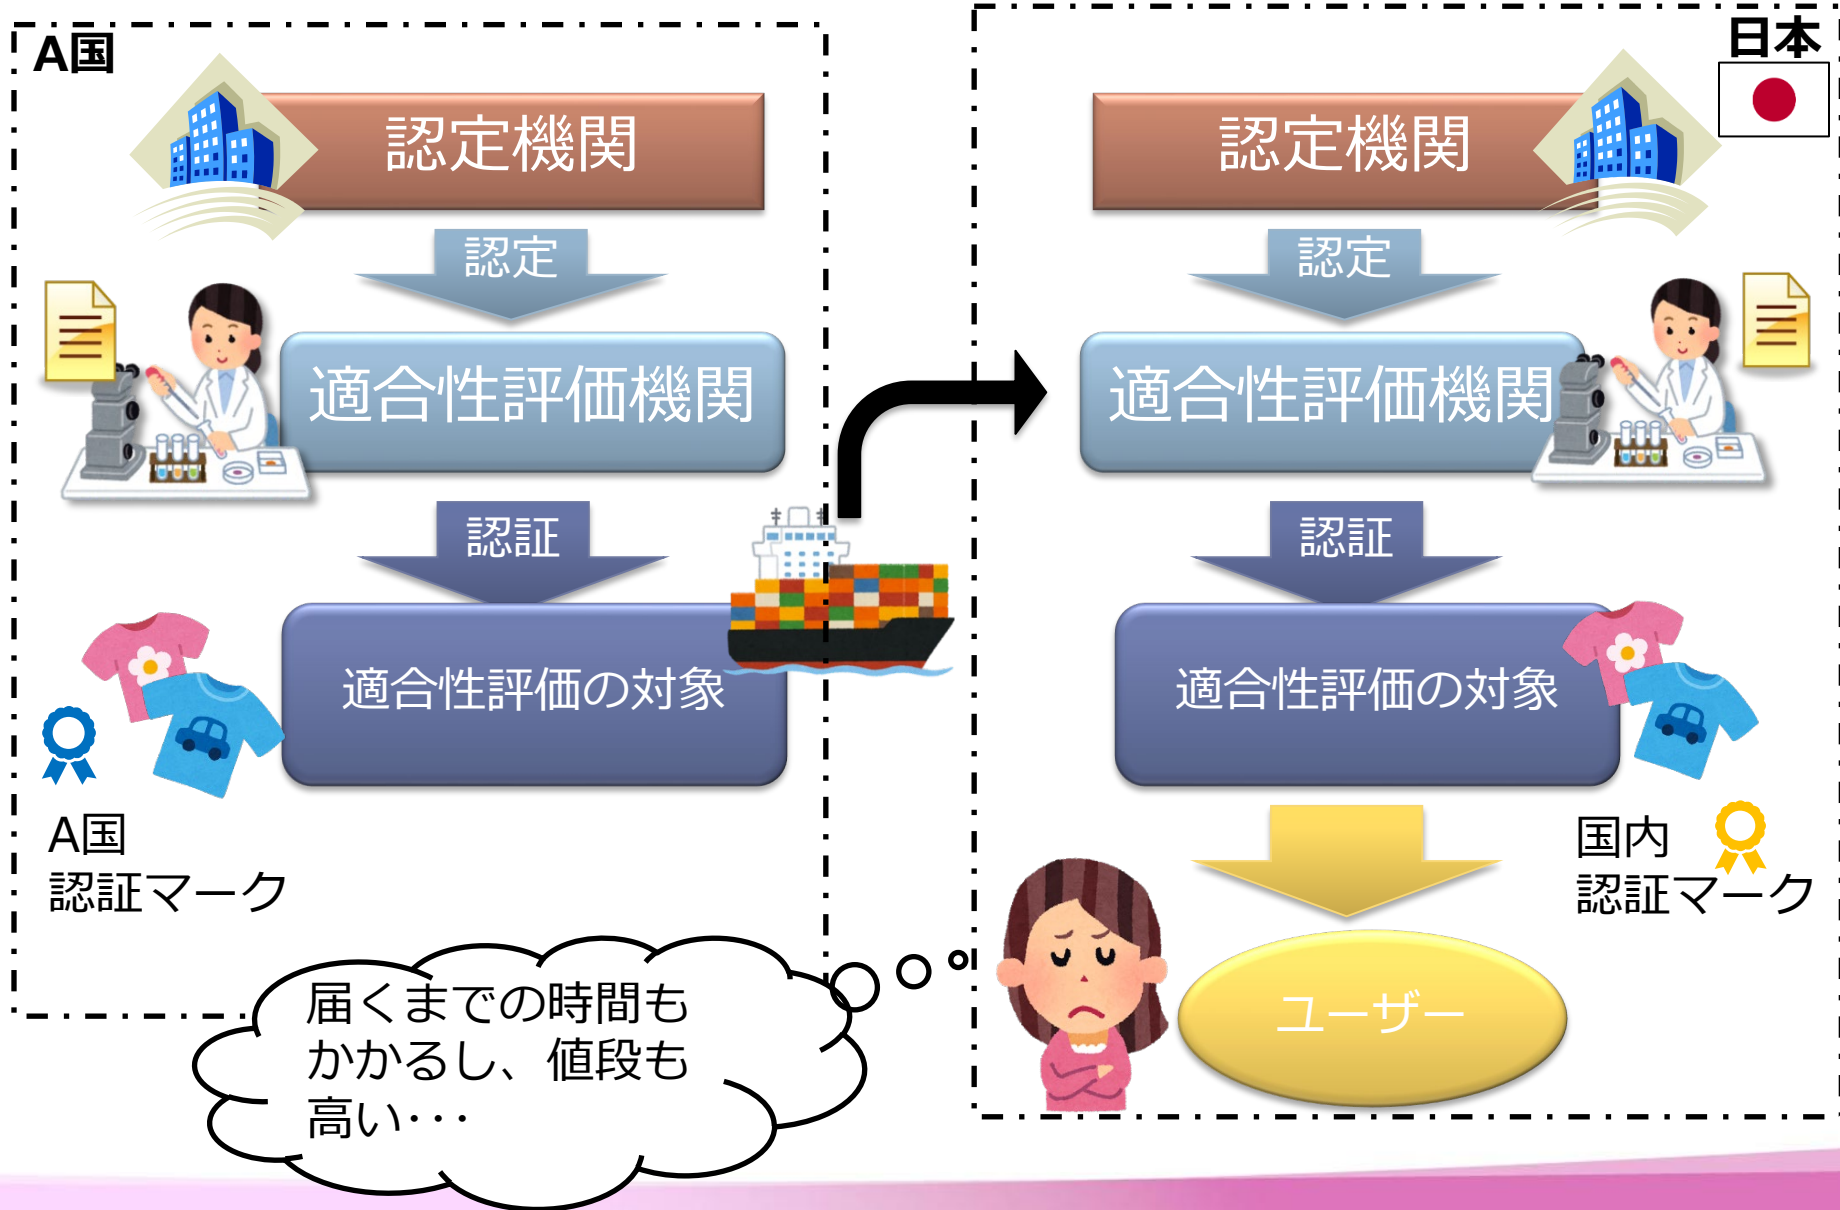 A国
認定機関
認定
適合性評価機関
認証
適合性評価の対象
A国
認証マーク
届くまでの時間も
かかるし、値段も
高い･･･
日本
認定機関
認定
適合性評価機関
認証
適合性評価の対象
国内
認証マーク
ユーザー